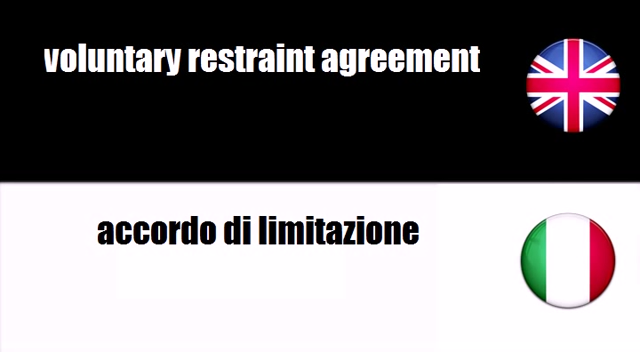 voluntary restraint agreement
accordo di limitazione